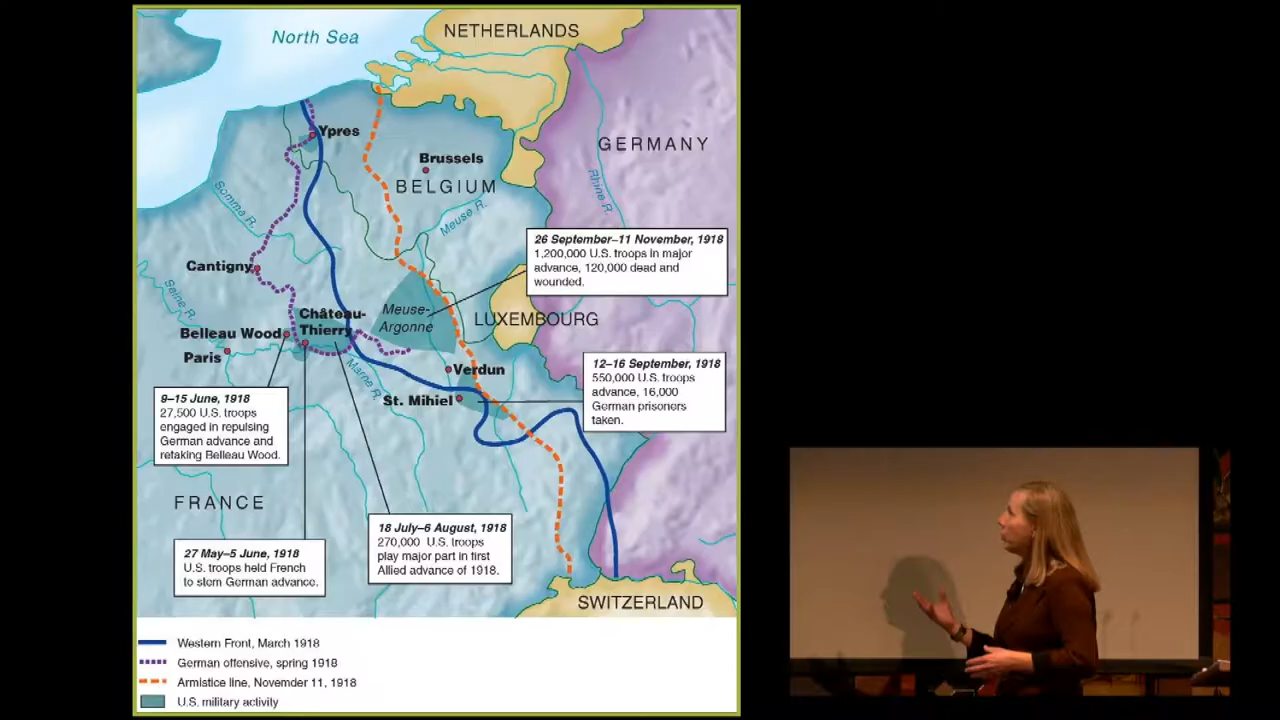 North Sea
NETHERLANDS
GERMANY
Ypres
Brussels
BELGIUM
Rhine R.
Somma R.
Meuse R.
26 September–11 November, 1918
1,200,000 U.S. troops in major
advance, 120,000 dead and
wounded.
Cantigny
Seine R.
Château-
Thierry
Meuse-
Argonne
LUXEMBOURG
Belleau Wood
Paris
Marne R.
Verdun
12–16 September, 1918
550,000 U.S. troops
advance, 16,000
German prisoners
taken.
St. Mihiel
9–15 June, 1918
27,500 U.S. troops
engaged in repulsing
German advance and
retaking Belleau Wood.
FRANCE
18 July–6 August, 1918
270,000 U.S. troops
play major part in first
Allied advance of 1918.
27 May–5 June, 1918
U.S. troops held French
to stem German advance.
SWITZERLAND
Western Front, March 1918
German offensive, spring 1918
Armistice line, Novemder 11, 1918
U.S. military activity